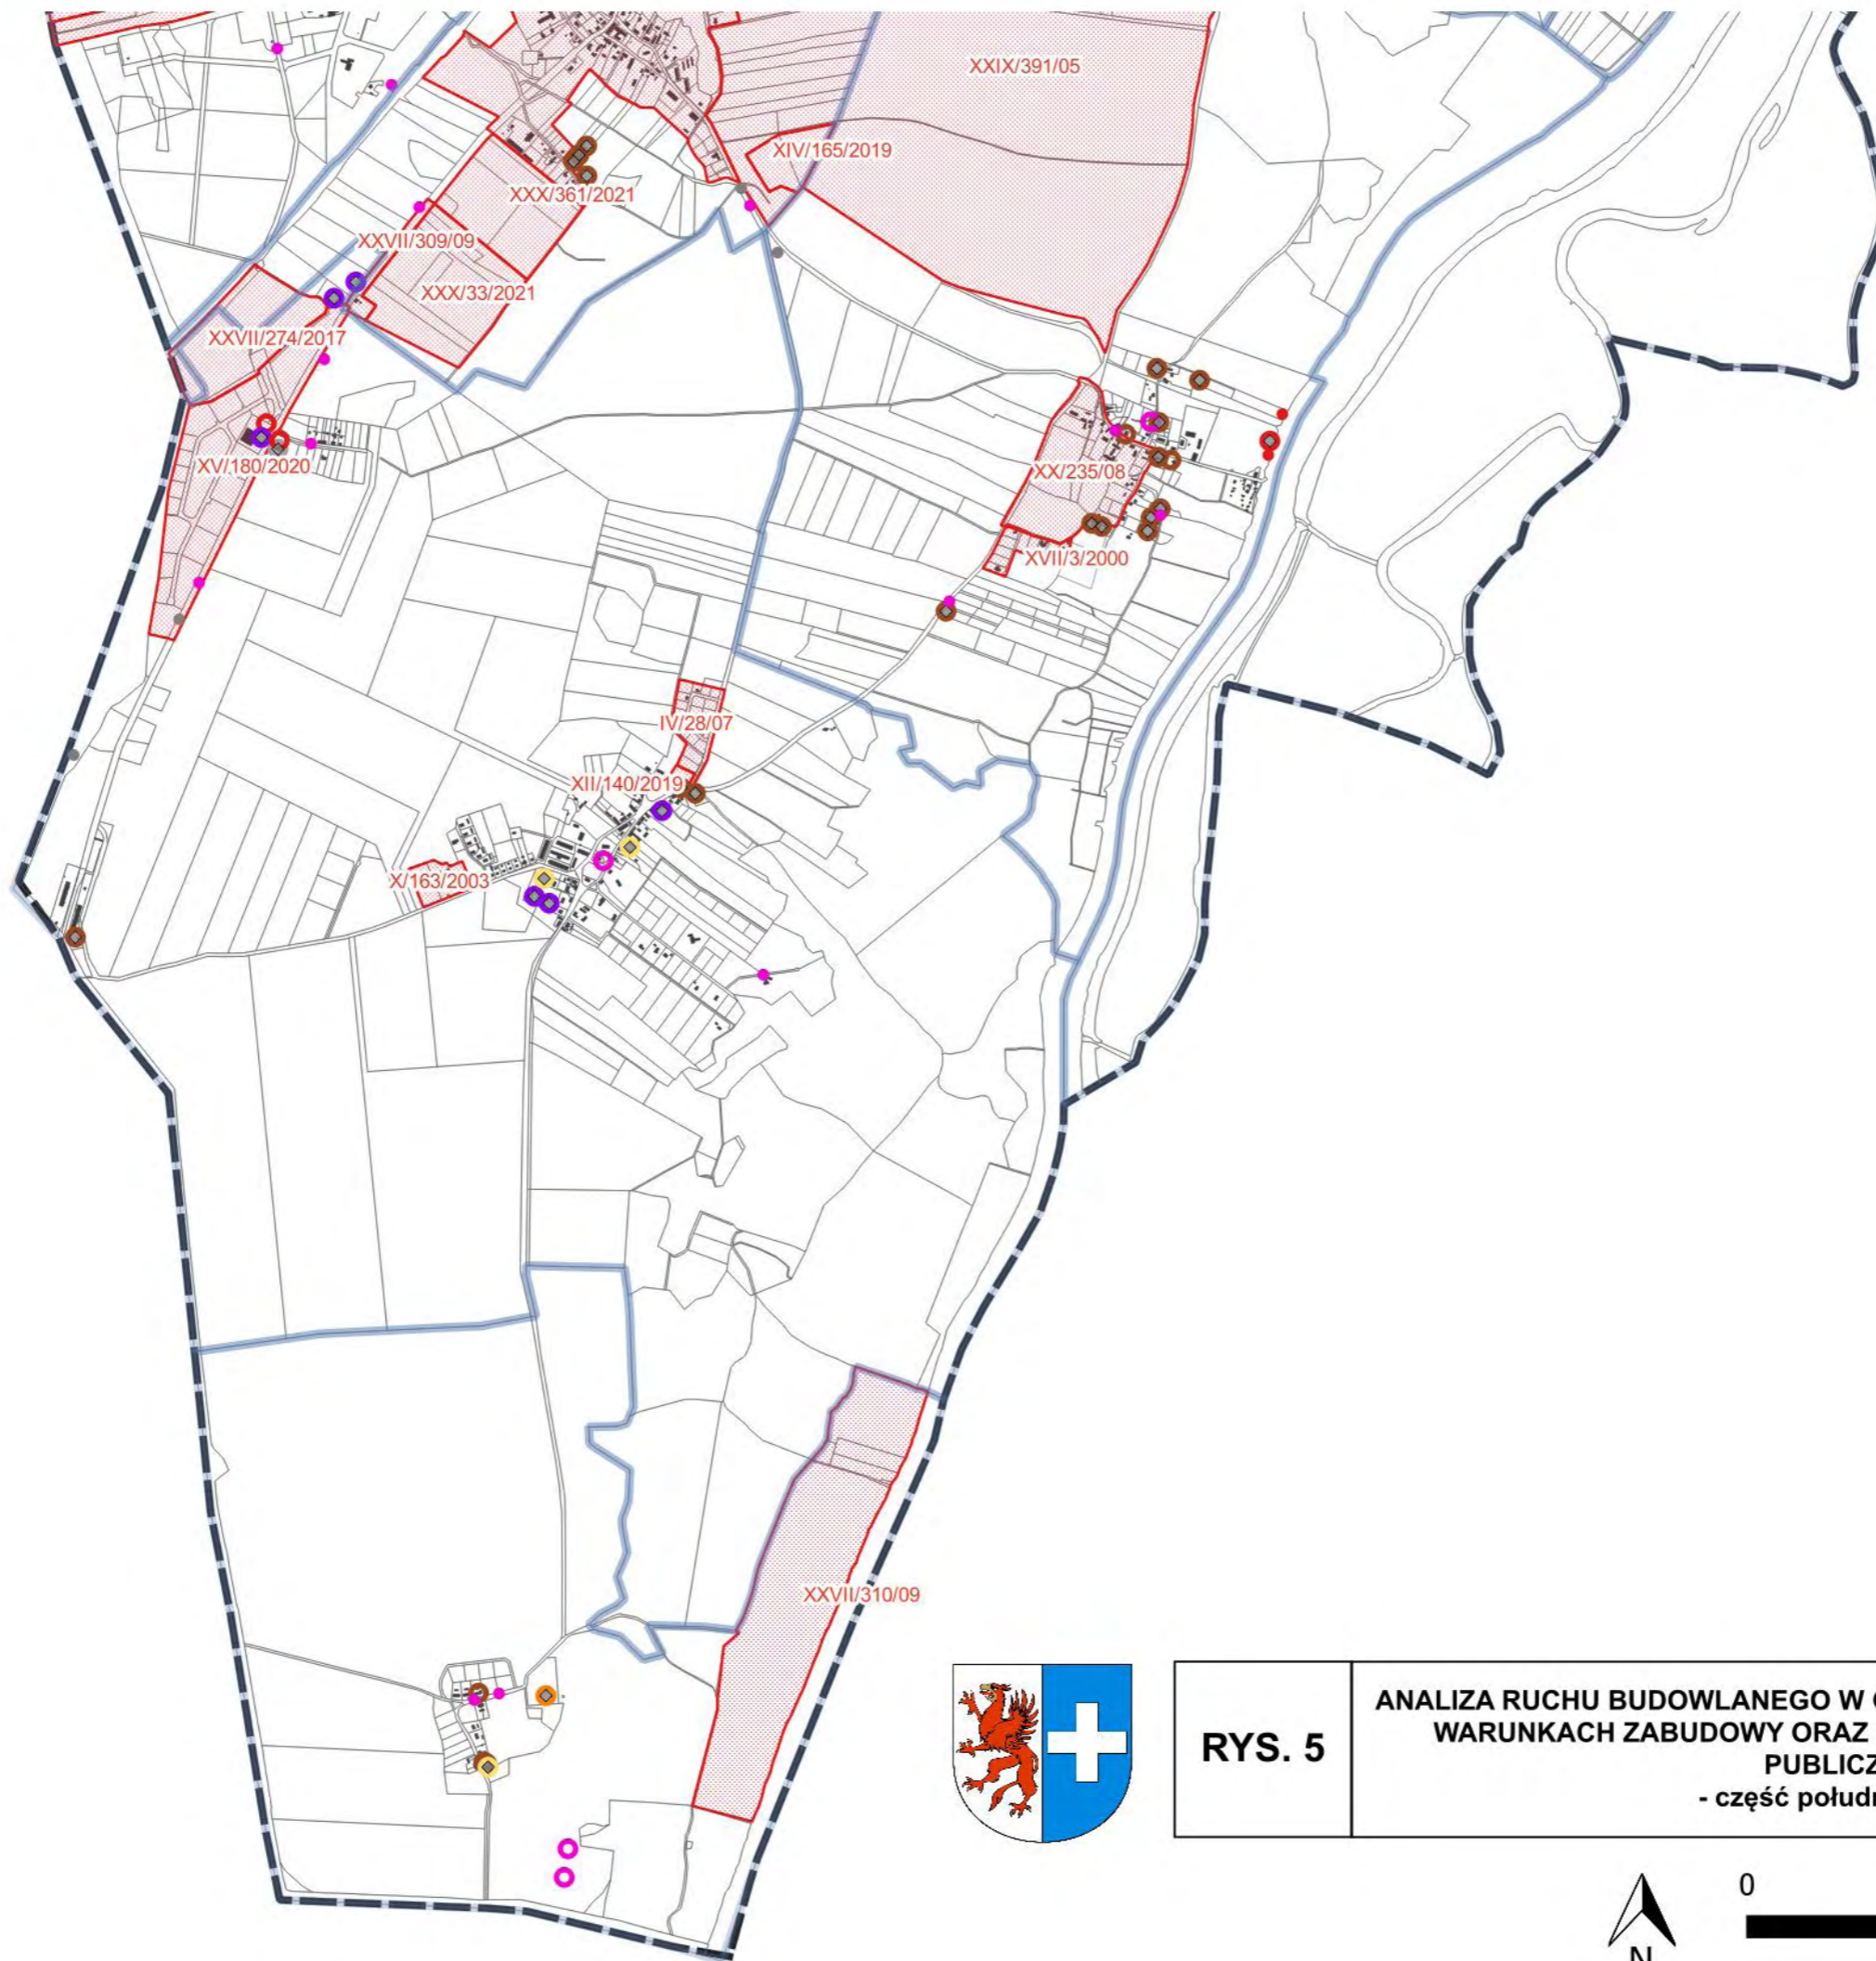 XXIX/391/05
XIV/165/2019
XXX/361/2021
XXVII/309/09
XXX/33/2021
XXVII/274/2017
XV/180/2020
XX/235/08
XVII/3/2000
IV/28/07
XII/140/2019
X/163/2003
XXVII/310/09
RYS. 5
ANALIZA RUCHU BUDOWLANEGO W
WARUNKACH ZABUDOWY ORAZ
PUBLICZ
- część połud
0
N